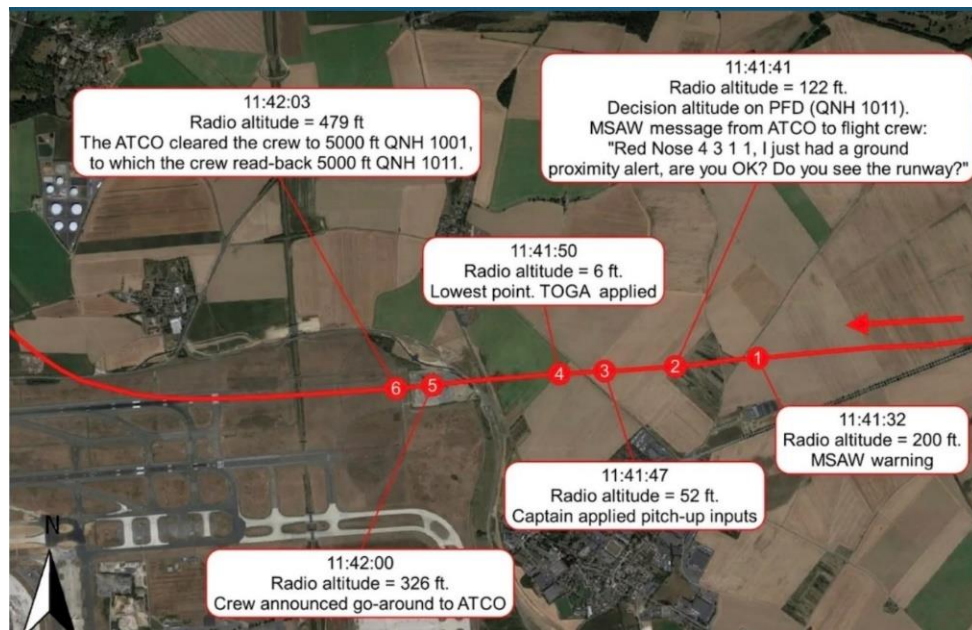 11:42:03
Radio altitude = 479 ft
The ATCO cleared the crew to 5000 ft QNH 1001,
to which the crew read-back 5000 ft QNH 1011.
11:41:41
Radio altitude = 122 ft.
Decision altitude on PFD (QNH 1011).
MSAW message from ATCO to flight crew:
"Red Nose 4 3 1 1, I just had a ground
proximity alert, are you OK? Do you see the runway?"
11:41:50
Radio altitude = 6 ft.
Lowest point. TOGA applied
6
5
4
3
2
1
11:41:32
Radio altitude = 200 ft.
MSAW warning
11:41:47
Radio altitude = 52 ft.
Captain applied pitch-up inputs
11:42:00
Radio altitude = 326 ft.
Crew announced go-around to ATCO
N